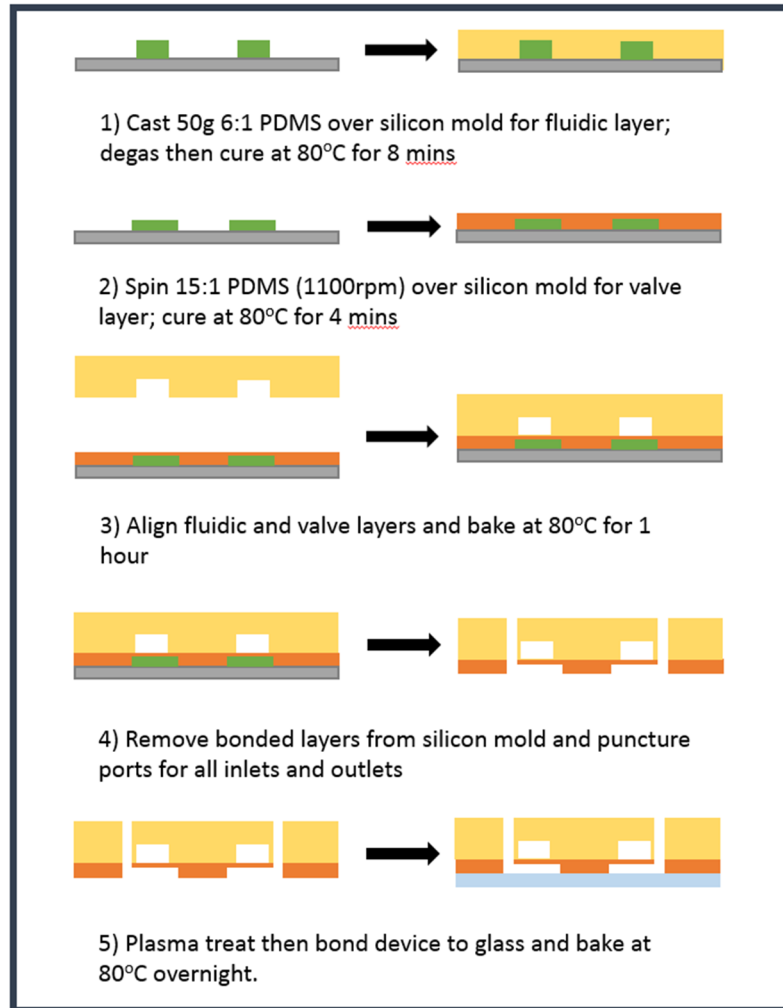 1) Cast 50g 6:1 PDMS over silicon mold for fluidic layer;
degas then cure at 80°C for 8 mins
2) Spin 15:1 PDMS (1100rpm) over silicon mold for valve
layer; cure at 80°C for 4 mins
3) Align fluidic and valve layers and bake at 80°C for 1
hour
4) Remove bonded layers from silicon mold and puncture
ports for all inlets and outlets
5) Plasma treat then bond device to glass and bake at
80°C overnight.